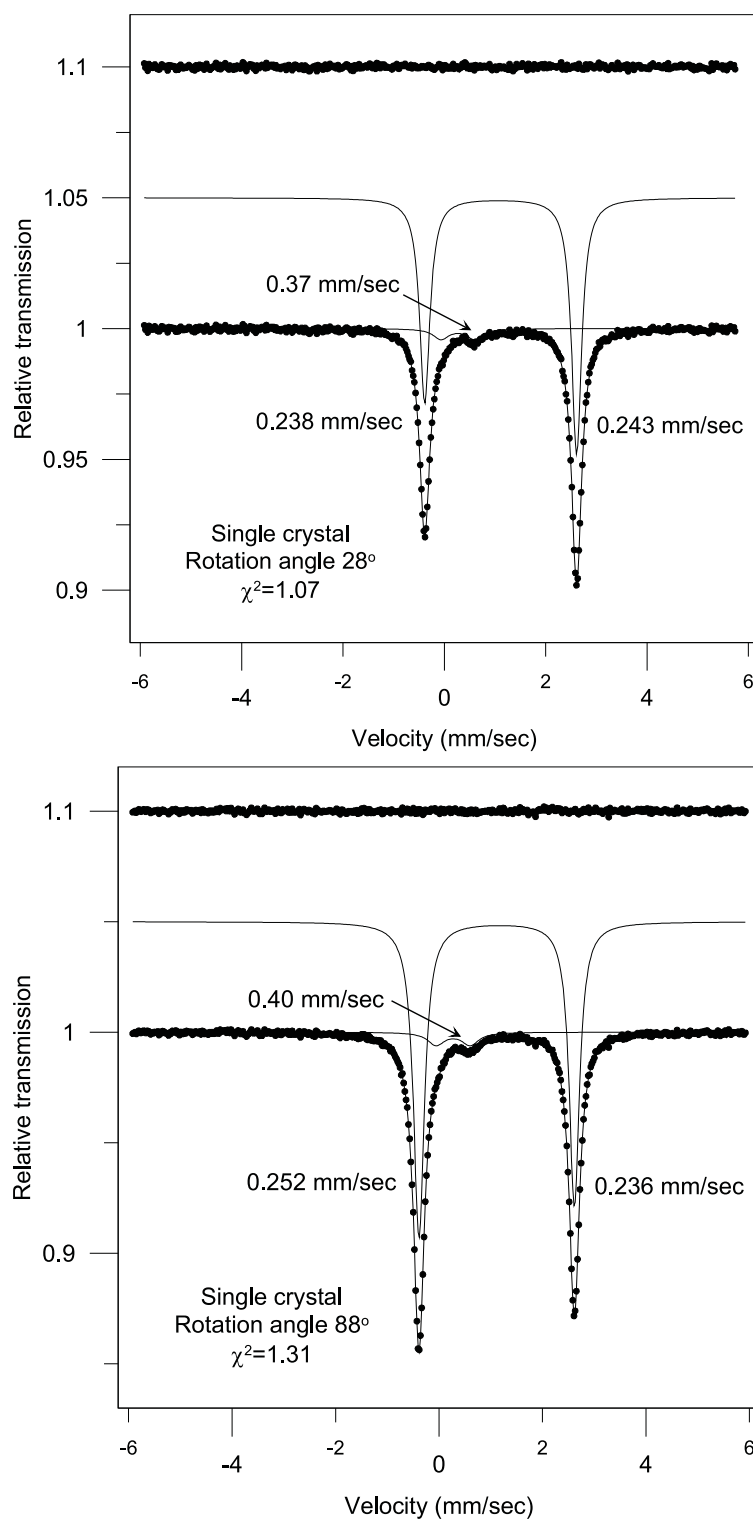 1.1
1.05
Relative transmission
0.37 mm/sec
1
0.238 mm/sec
0.243 mm/sec
0.95
Single crystal
Rotation angle 28°
χ²=1.07
0.9
-6 -4 -2 0 2 4 6
Velocity (mm/sec)
1.1
Relative transmission
0.40 mm/sec
1
0.252 mm/sec
0.236 mm/sec
0.9
Single crystal
Rotation angle 88°
χ²=1.31
-6 -4 -2 0 2 4 6
Velocity (mm/sec)